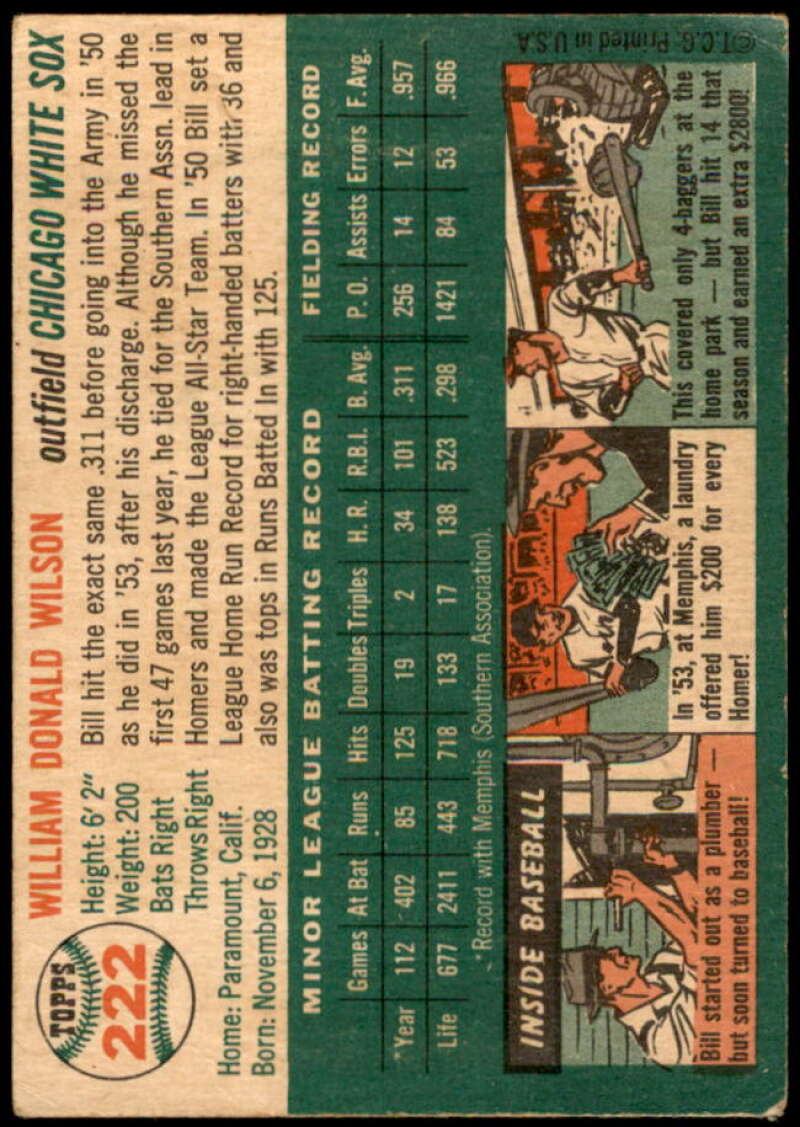 TOPPS
222
WILLIAM DONALD WILSON outfield CHICAGO WHITE SOX
Height: 6' 2"
Weight: 200
Bats Right
Throws Right
Home: Paramount, Calif.
Born: November 6, 1928
Bill hit the exact same .311 before going into the Army in '50
as he did in '53, after his discharge. Although he missed the
first 47 games last year, he tied for the Southern Assn. lead in
Homers and made the League All-Star Team. In '50 Bill set a
League Home Run Record for right-handed batters with 36 and
also was tops in Runs Batted In with 125.
MINOR LEAGUE BATTING RECORD FIELDING RECORD
Games At Bat Runs Hits Doubles Triples H. R. R.B.I. B. Avg. P. O. Assists Errors F. Avg.
*Year 112 402 85 125 19 2 34 101 .311 256 14 12 .957
Life 677 2411 443 718 133 17 138 523 .298 1421 84 53 .966
*Record with Memphis (Southern Association).
INSIDE BASEBALL
Bill started out as a plumber —
but soon turned to baseball!
In '53, at Memphis, a laundry
offered him $200 for every
Homer!
This covered only 4-baggers at the
home park — but Bill hit 14 that
season and earned an extra $2800!
©T.C.G. Printed in U.S.A